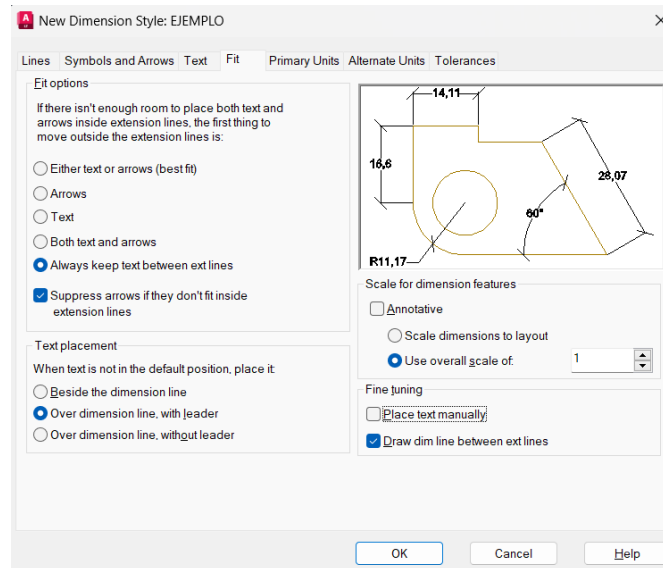 New Dimension Style: EJEMPLO
Lines Symbols and Arrows Text Fit Primary Units Alternate Units Tolerances
Fit options
If there isn't enough room to place both text and
arrows inside extension lines, the first thing to
move outside the extension lines is:
Either text or arrows (best fit)
Arrows
Text
Both text and arrows
Always keep text between ext lines
Suppress arrows if they don't fit inside
extension lines
Text placement
When text is not in the default position, place it:
Beside the dimension line
Over dimension line, with leader
Over dimension line, without leader
14,11
16,6
28,07
60°
R11,17
Scale for dimension features
Annotative
Scale dimensions to layout
Use overall scale of: 1
Fine tuning
Place text manually
Draw dim line between ext lines
OK Cancel Help